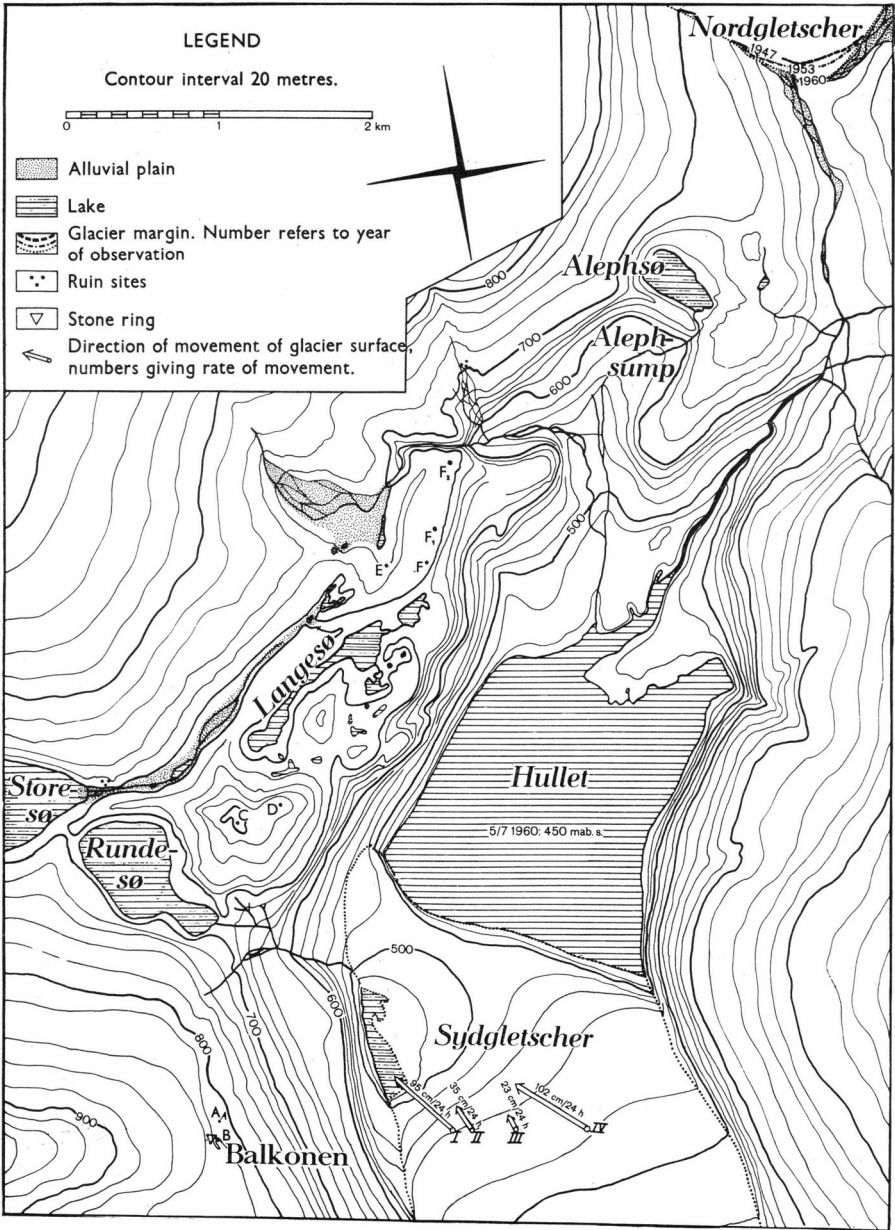 LEGEND
Contour interval 20 metres.
0 1 2 km
Alluvial plain
Lake
Glacier margin. Number refers to year
of observation
Ruin sites
Stone ring
Direction of movement of glacier surface,
numbers giving rate of movement.
Nordgletscher
1947
1953
1960
Alephsø
800
700
Aleph-
sump
600
F₂
500
F₁
E
F
Langesø
Store-
sø
Hullet
C
D
5/7 1960: 450 mab.s.
Runde-
sø
500
600
700
800
Sydgletscher
95 cm/24 h
35 cm/24 h
23 cm/24 h
102 cm/24 h
900
A
B
I II III IV
Balkonen